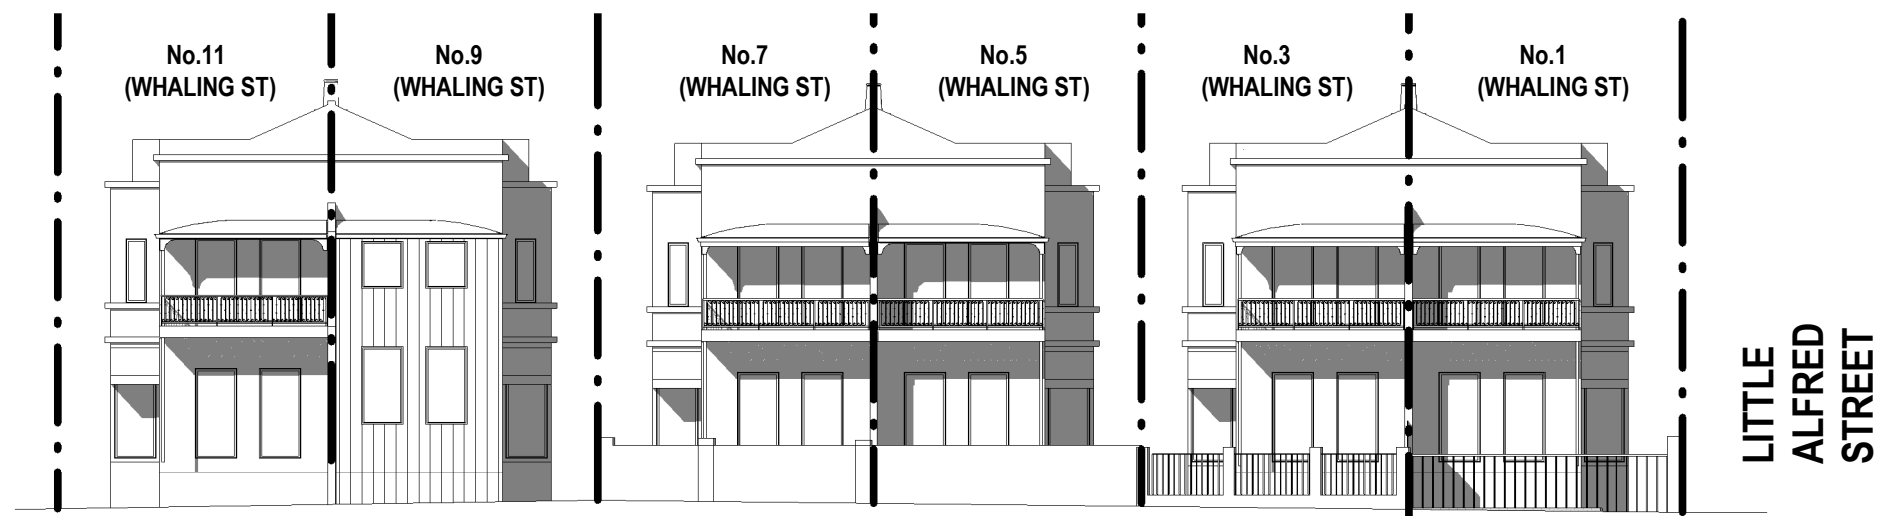 No.11
(WHALING ST)
No.9
(WHALING ST)
No.7
(WHALING ST)
No.5
(WHALING ST)
No.3
(WHALING ST)
No.1
(WHALING ST)
LITTLE
ALFRED
STREET